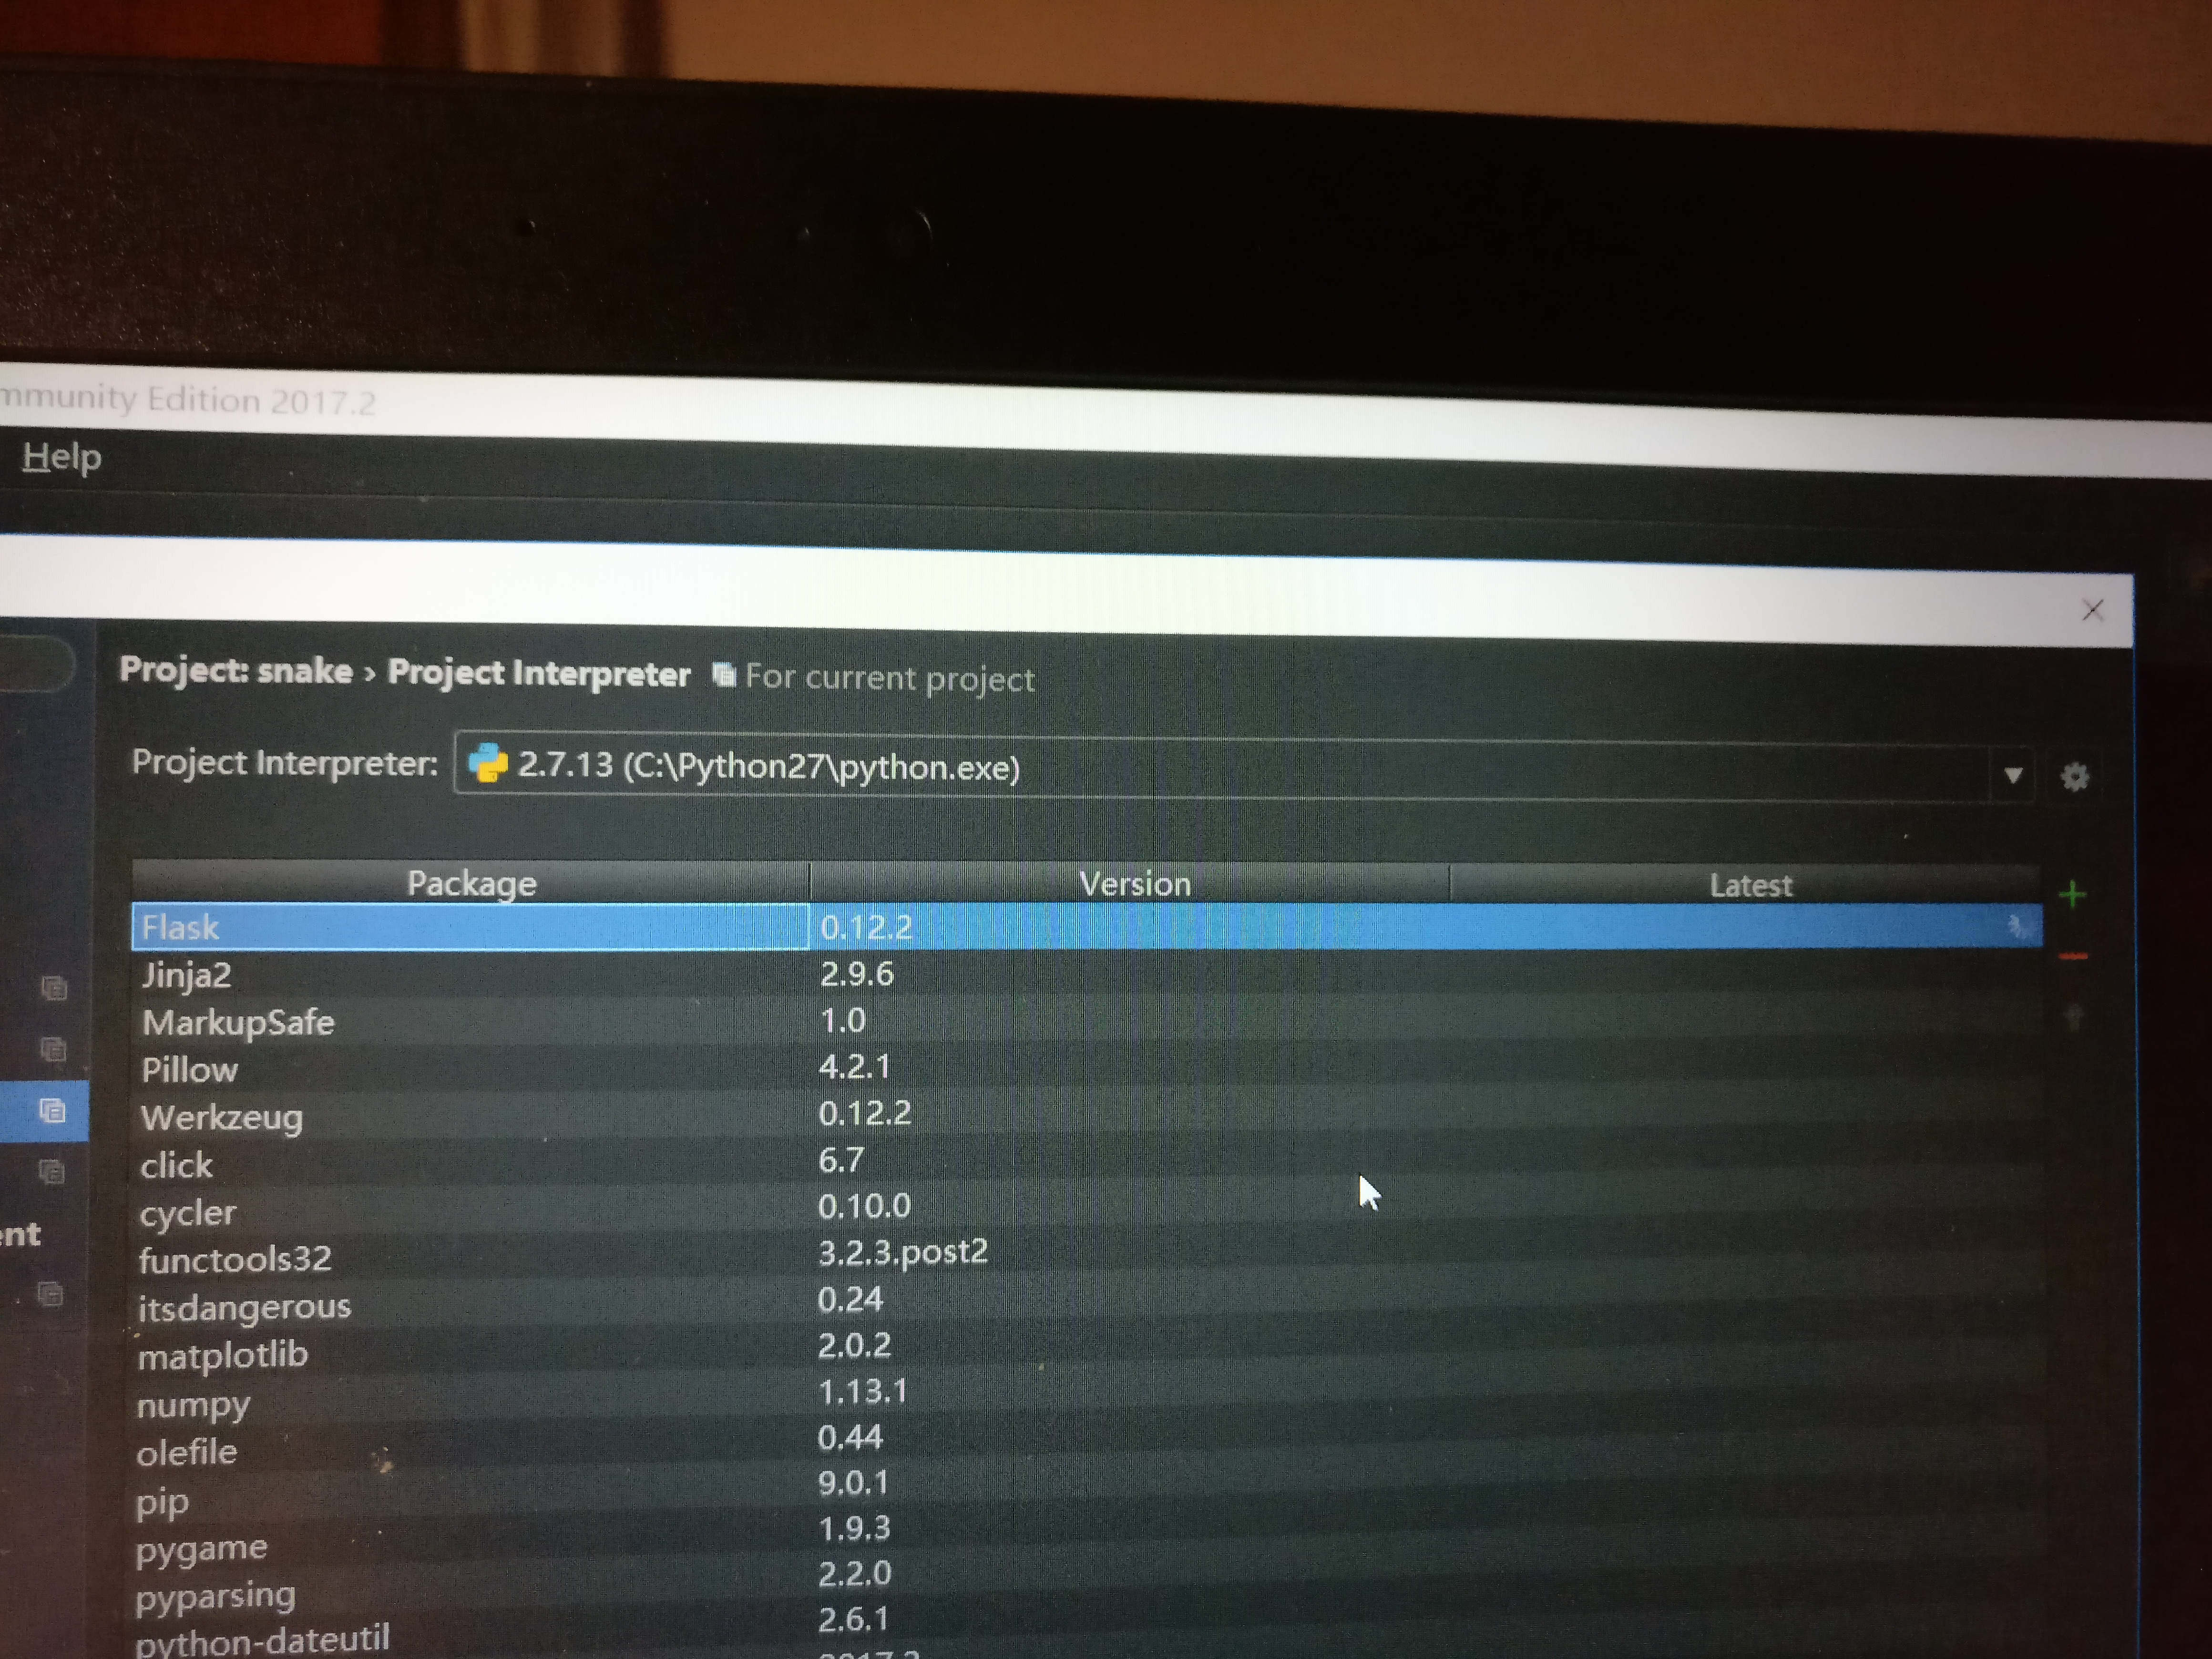 mmunity Edition 2017.2
Help
Project: snake › Project Interpreter For current project
Project Interpreter: 2.7.13 (C:\Python27\python.exe)
Package Version Latest
Flask 0.12.2
Jinja2 2.9.6
MarkupSafe 1.0
Pillow 4.2.1
Werkzeug 0.12.2
click 6.7
cycler 0.10.0
functools32 3.2.3.post2
itsdangerous 0.24
matplotlib 2.0.2
numpy 1.13.1
olefile 0.44
pip 9.0.1
pygame 1.9.3
pyparsing 2.2.0
python-dateutil 2.6.1
ent